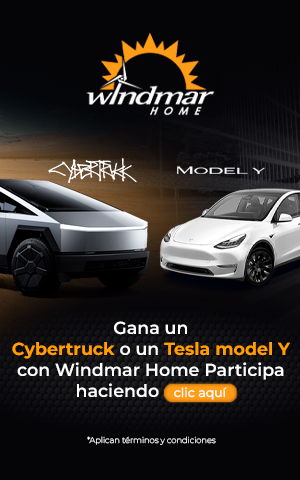 windmar
HOME
CYBERTRUCK
MODEL Y
Gana un
Cybertruck o un Tesla model Y
con Windmar Home Participa
haciendo clic aquí
*Aplican términos y condiciones